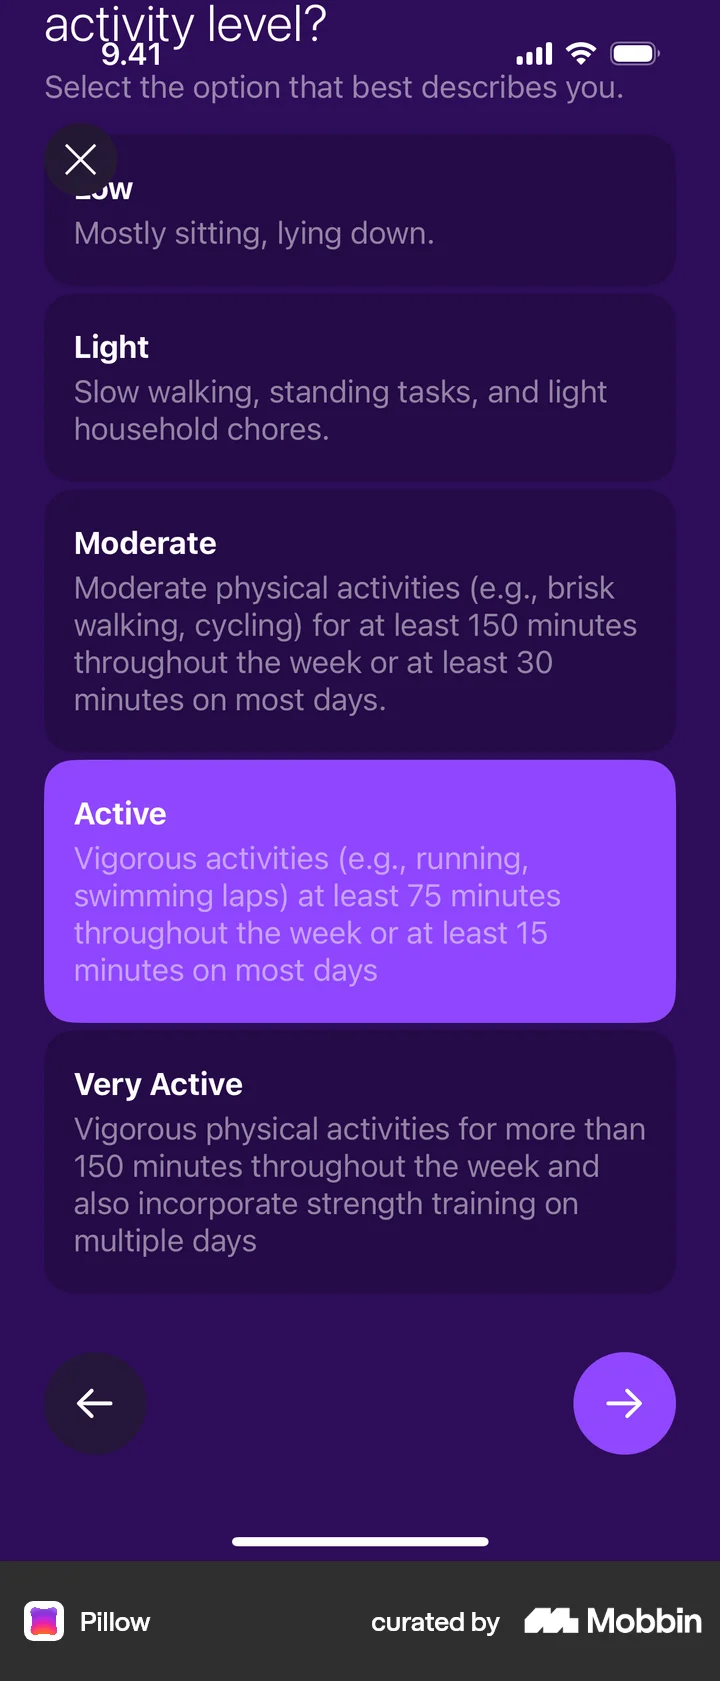 activity level?
9.41
Select the option that best describes you.
Low
Mostly sitting, lying down.
Light
Slow walking, standing tasks, and light
household chores.
Moderate
Moderate physical activities (e.g., brisk
walking, cycling) for at least 150 minutes
throughout the week or at least 30
minutes on most days.
Active
Vigorous activities (e.g., running,
swimming laps) at least 75 minutes
throughout the week or at least 15
minutes on most days
Very Active
Vigorous physical activities for more than
150 minutes throughout the week and
also incorporate strength training on
multiple days
Pillow
curated by Mobbin